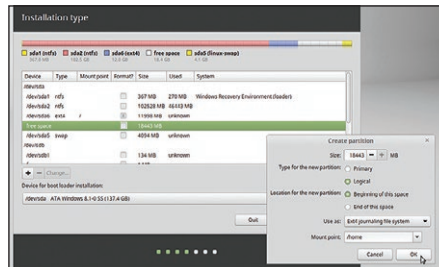 Installation type
sda1 (ntfs) sda2 (ntfs) sda6 (ext4) free space sda5 (linux-swap)
367.0 MB
Device Type Mount point Format? Size Used System
/dev/sda
/dev/sda1 ntfs 367 MB 270 MB Windows Recovery Environment (loader)
/dev/sda2 ntfs 102628 MB 46443 MB
/dev/sda6 ext4 / 11998 MB unknown
free space 18443 MB
/dev/sda5 swap 4094 MB unknown
/dev/sdb
/dev/sdb1 134 MB unknown
+ - Change...
Device for boot loader installation:
/dev/sda ATA Windows 8.1-0 SS (137.4 GB)
Quit
Create partition
Size: 18443 - + MB
Type for the new partition: Primary
Logical
Location for the new partition: Beginning of this space
End of this space
Use as: Ext4 journaling file system
Mount point: /home
Cancel OK